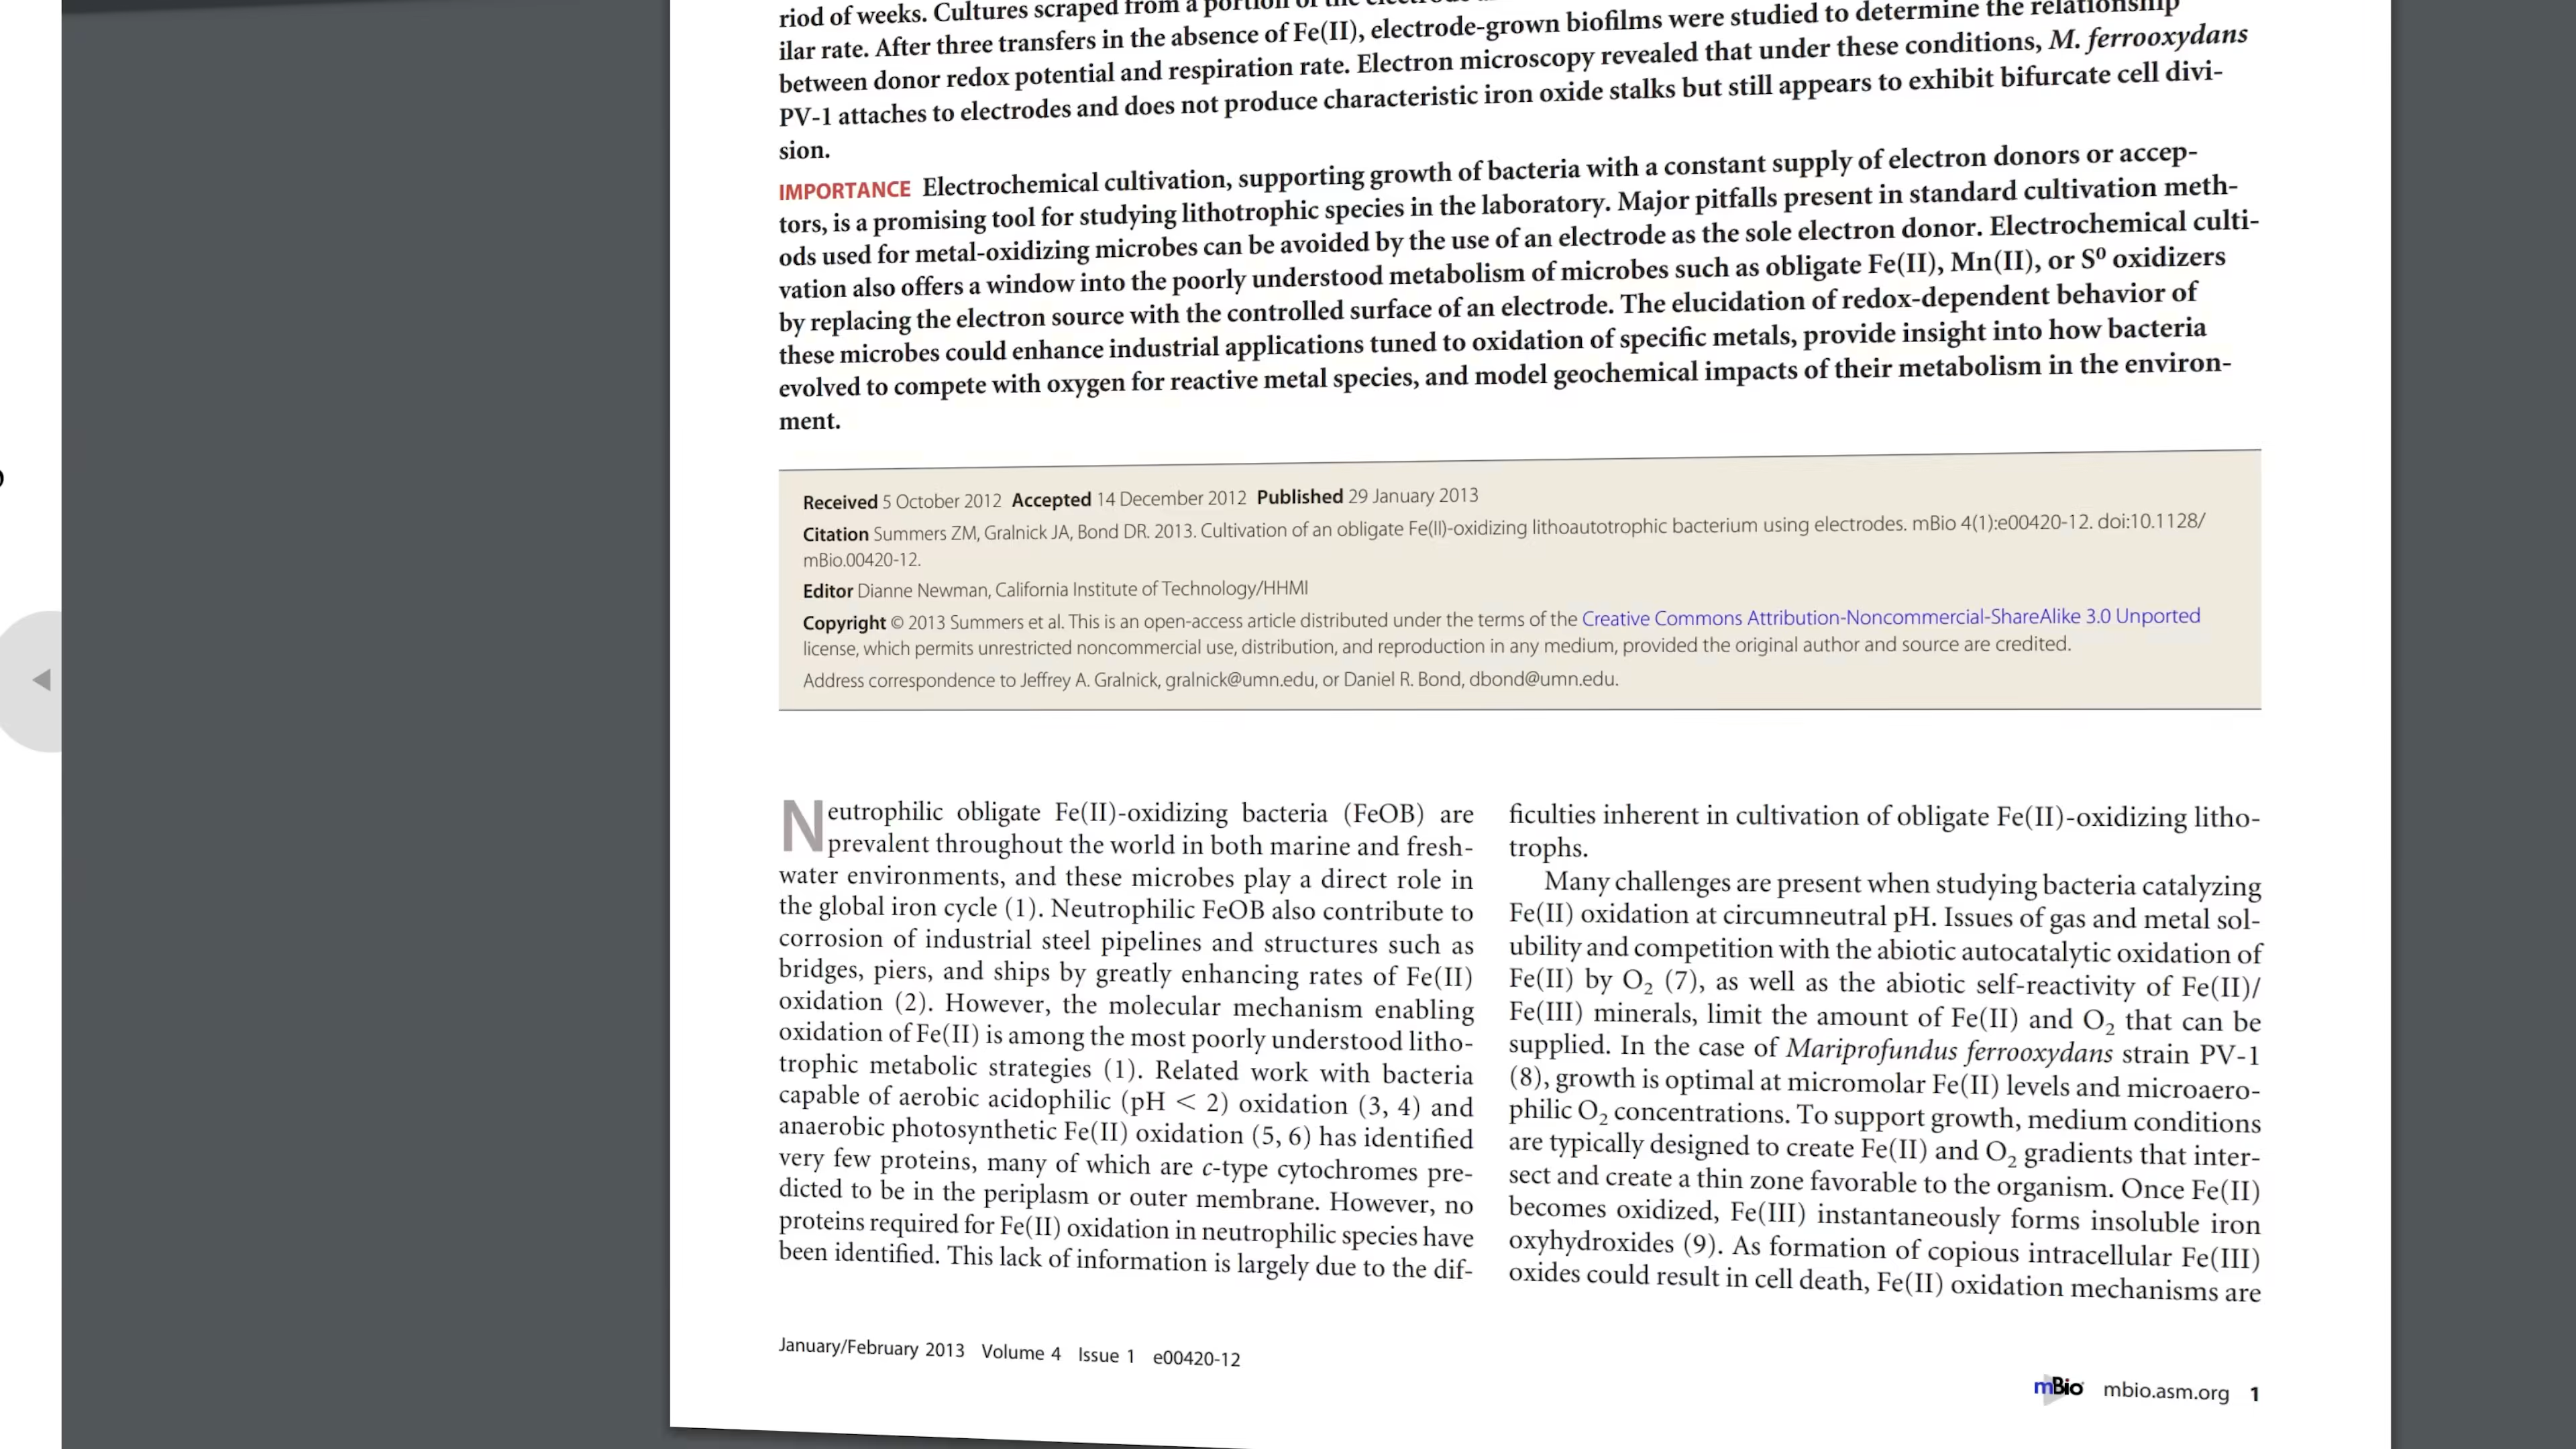 riod of weeks. Cultures scraped from a portion of the
ilar rate. After three transfers in the absence of Fe(II), electrode-grown biofilms were studied to determine the relationship
between donor redox potential and respiration rate. Electron microscopy revealed that under these conditions, M. ferrooxydans
PV-1 attaches to electrodes and does not produce characteristic iron oxide stalks but still appears to exhibit bifurcate cell divi-
sion.
IMPORTANCE Electrochemical cultivation, supporting growth of bacteria with a constant supply of electron donors or accep-
tors, is a promising tool for studying lithotrophic species in the laboratory. Major pitfalls present in standard cultivation meth-
ods used for metal-oxidizing microbes can be avoided by the use of an electrode as the sole electron donor. Electrochemical culti-
vation also offers a window into the poorly understood metabolism of microbes such as obligate Fe(II), Mn(II), or S⁰ oxidizers
by replacing the electron source with the controlled surface of an electrode. The elucidation of redox-dependent behavior of
these microbes could enhance industrial applications tuned to oxidation of specific metals, provide insight into how bacteria
evolved to compete with oxygen for reactive metal species, and model geochemical impacts of their metabolism in the environ-
ment.
Received 5 October 2012 Accepted 14 December 2012 Published 29 January 2013
Citation Summers ZM, Gralnick JA, Bond DR. 2013. Cultivation of an obligate Fe(II)-oxidizing lithoautotrophic bacterium using electrodes. mBio 4(1):e00420-12. doi:10.1128/
mBio.00420-12.
Editor Dianne Newman, California Institute of Technology/HHMI
Copyright © 2013 Summers et al. This is an open-access article distributed under the terms of the Creative Commons Attribution-Noncommercial-ShareAlike 3.0 Unported
license, which permits unrestricted noncommercial use, distribution, and reproduction in any medium, provided the original author and source are credited.
Address correspondence to Jeffrey A. Gralnick, gralnick@umn.edu, or Daniel R. Bond, dbond@umn.edu.
Neutrophilic obligate Fe(II)-oxidizing bacteria (FeOB) are
prevalent throughout the world in both marine and fresh-
water environments, and these microbes play a direct role in
the global iron cycle (1). Neutrophilic FeOB also contribute to
corrosion of industrial steel pipelines and structures such as
bridges, piers, and ships by greatly enhancing rates of Fe(II)
oxidation (2). However, the molecular mechanism enabling
oxidation of Fe(II) is among the most poorly understood litho-
trophic metabolic strategies (1). Related work with bacteria
capable of aerobic acidophilic (pH < 2) oxidation (3, 4) and
anaerobic photosynthetic Fe(II) oxidation (5, 6) has identified
very few proteins, many of which are c-type cytochromes pre-
dicted to be in the periplasm or outer membrane. However, no
proteins required for Fe(II) oxidation in neutrophilic species have
been identified. This lack of information is largely due to the dif-
ficulties inherent in cultivation of obligate Fe(II)-oxidizing litho-
trophs.
Many challenges are present when studying bacteria catalyzing
Fe(II) oxidation at circumneutral pH. Issues of gas and metal sol-
ubility and competition with the abiotic autocatalytic oxidation of
Fe(II) by O₂ (7), as well as the abiotic self-reactivity of Fe(II)/
Fe(III) minerals, limit the amount of Fe(II) and O₂ that can be
supplied. In the case of Mariprofundus ferrooxydans strain PV-1
(8), growth is optimal at micromolar Fe(II) levels and microaero-
philic O₂ concentrations. To support growth, medium conditions
are typically designed to create Fe(II) and O₂ gradients that inter-
sect and create a thin zone favorable to the organism. Once Fe(II)
becomes oxidized, Fe(III) instantaneously forms insoluble iron
oxyhydroxides (9). As formation of copious intracellular Fe(III)
oxides could result in cell death, Fe(II) oxidation mechanisms are
January/February 2013 Volume 4 Issue 1 e00420-12
mBio mbio.asm.org 1